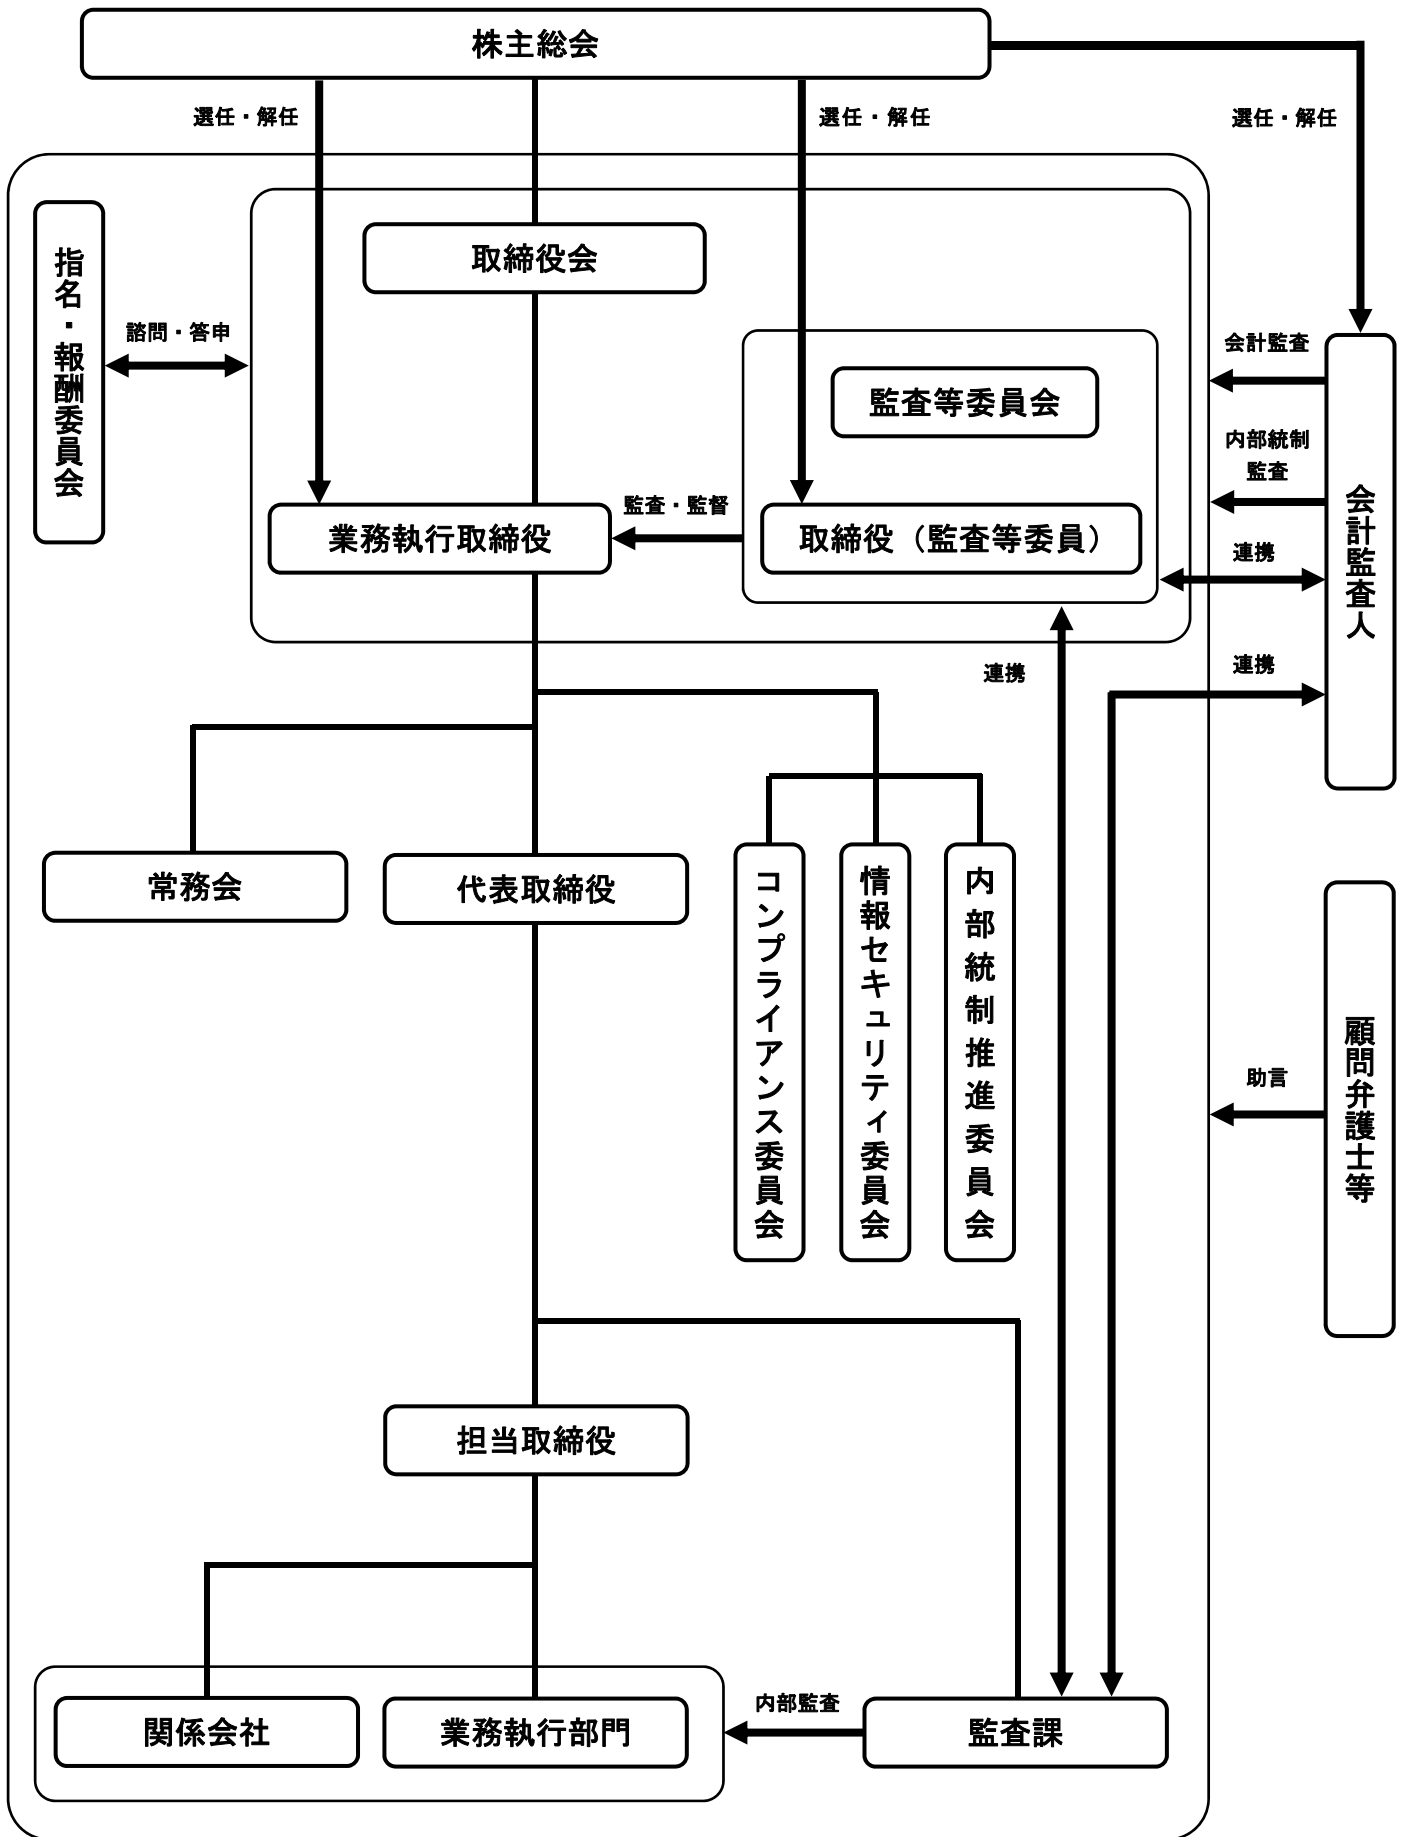 株主総会
選任・解任
選任・解任
選任・解任
取締役会
指名・報酬委員会
諮問・答申
監査等委員会
会計監査
内部統制
監査
会計監査人
監査・監督
業務執行取締役
取締役（監査等委員）
連携
連携
連携
常務会
代表取締役
コンプライアンス委員会
情報セキュリティ委員会
内部統制推進委員会
顧問弁護士等
助言
担当取締役
関係会社
業務執行部門
内部監査
監査課